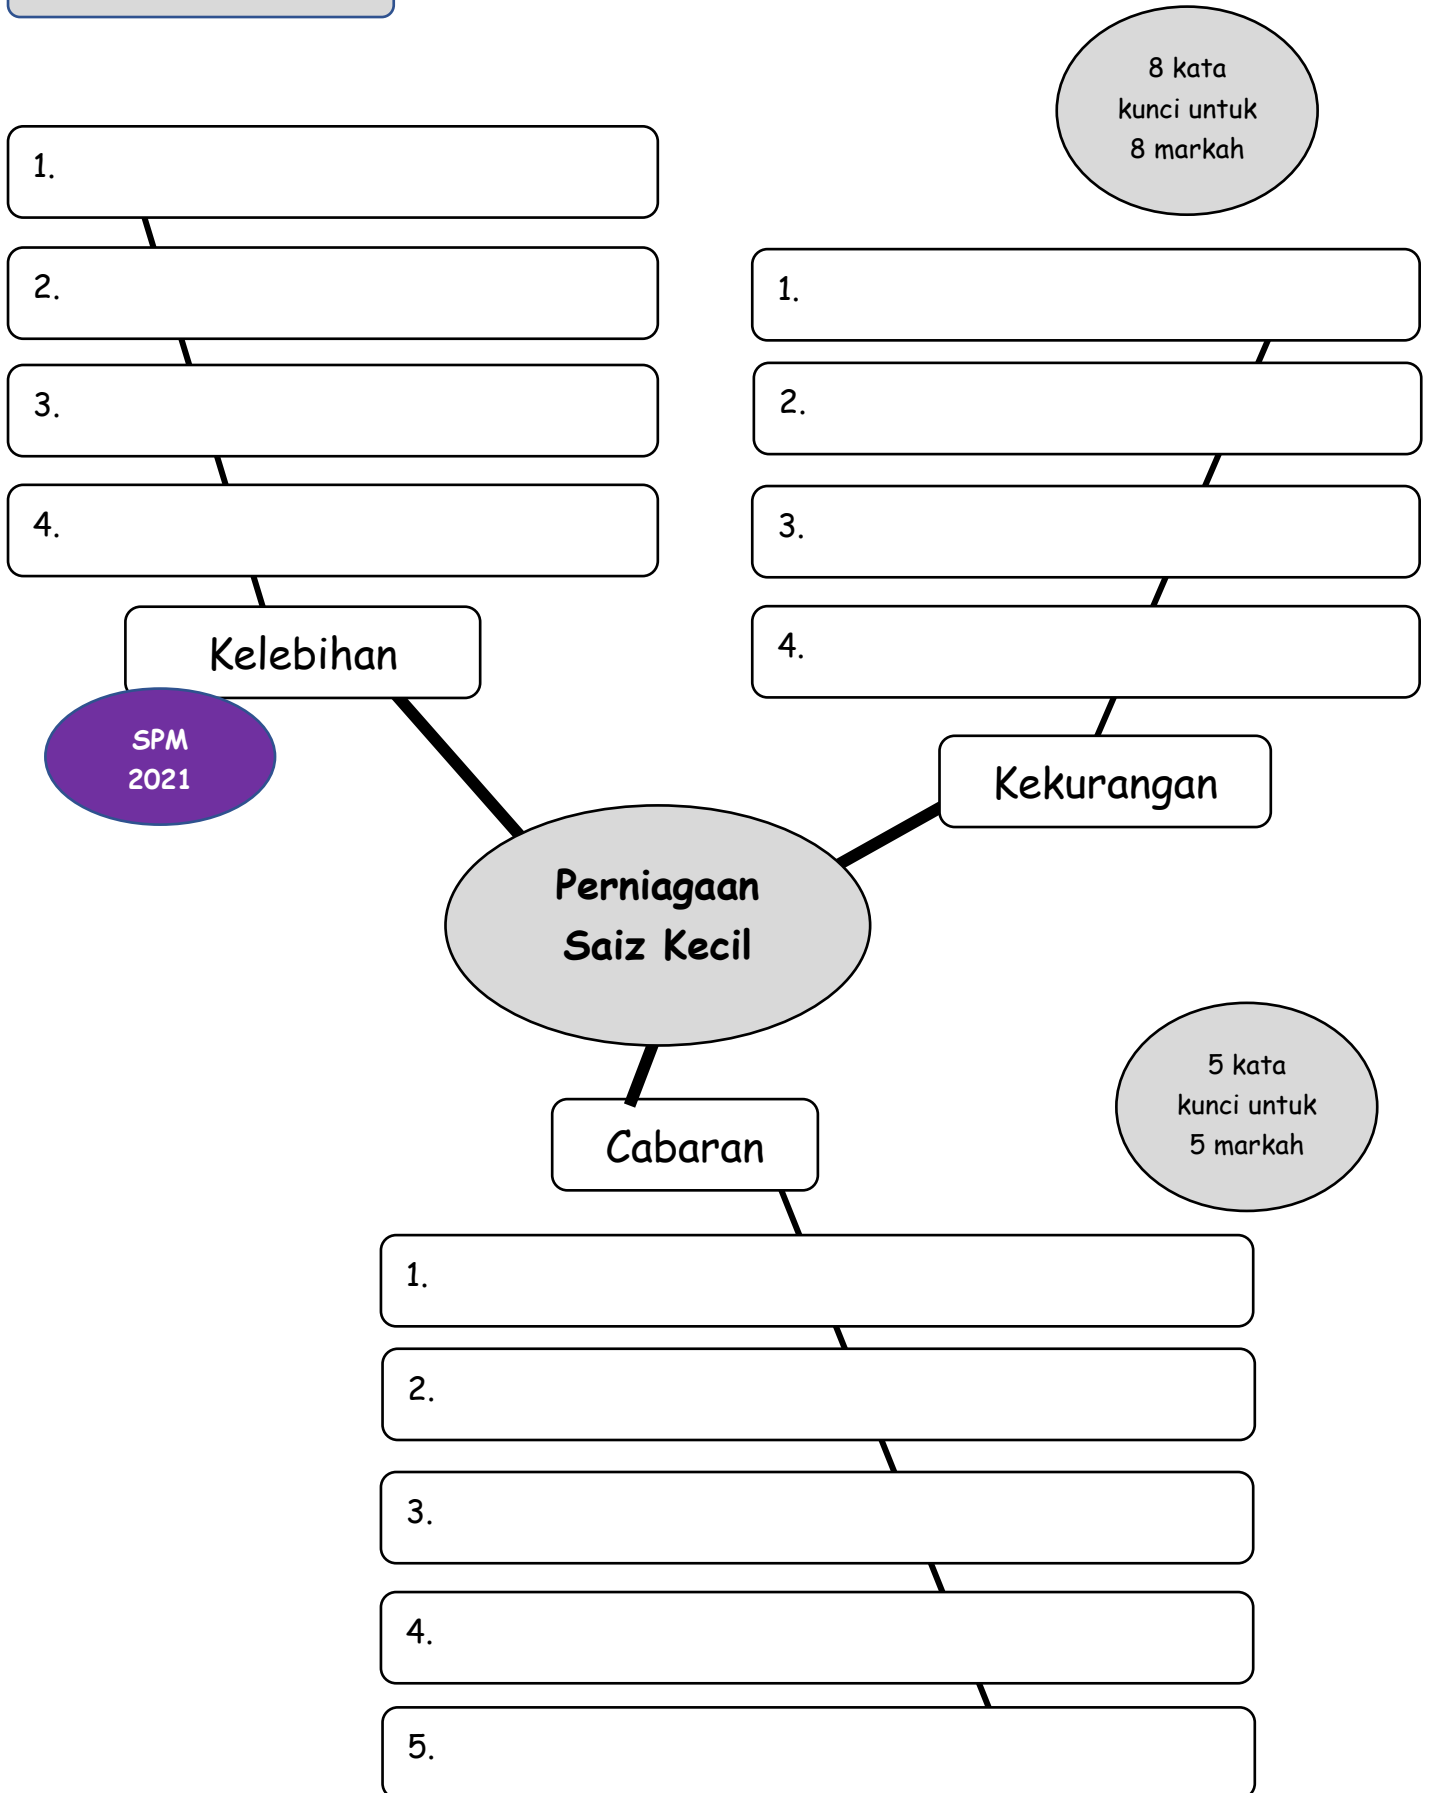 8 kata
kunci untuk
8 markah
1.
2.
3.
4.
Kelebihan
SPM
2021
1.
2.
3.
4.
Kekurangan
Perniagaan
Saiz Kecil
5 kata
kunci untuk
5 markah
Cabaran
1.
2.
3.
4.
5.